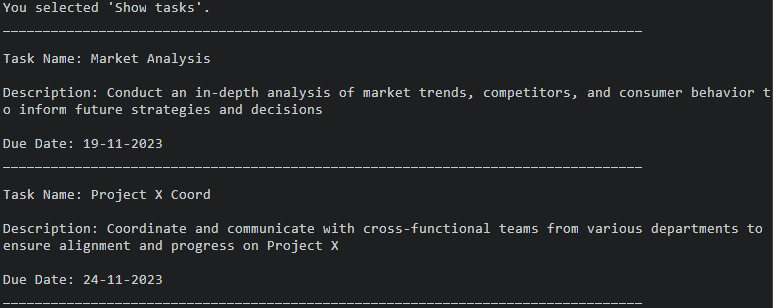 You selected 'Show tasks'.
________________________________________________________________________________
Task Name: Market Analysis
Description: Conduct an in-depth analysis of market trends, competitors, and consumer behavior t
o inform future strategies and decisions
Due Date: 19-11-2023
________________________________________________________________________________
Task Name: Project X Coord
Description: Coordinate and communicate with cross-functional teams from various departments to
ensure alignment and progress on Project X
Due Date: 24-11-2023
________________________________________________________________________________